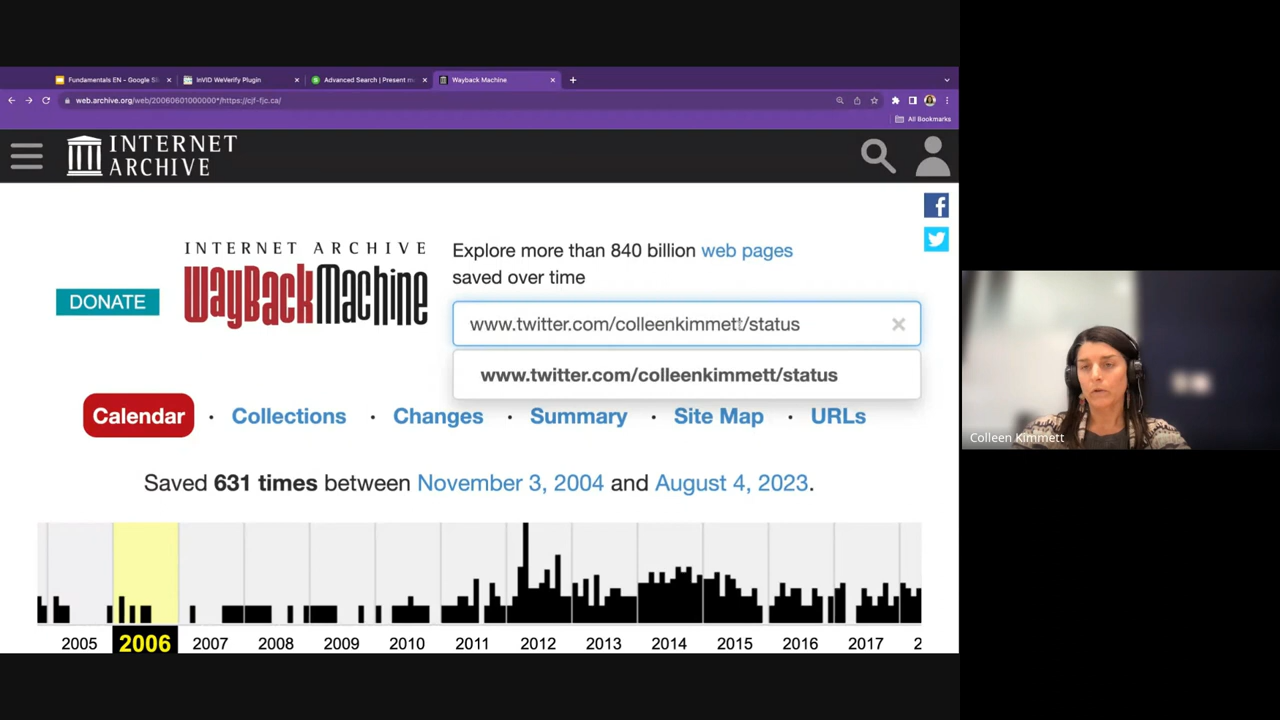 Fundamentals EN - Google Sli
InVID WeVerify Plugin
Advanced Search | Present m
Wayback Machine
web.archive.org/web/20060601000000*/https://cjf-fjc.ca/
All Bookmarks
INTERNET
ARCHIVE
INTERNET ARCHIVE
WayBackMachine
DONATE
Explore more than 840 billion web pages
saved over time
www.twitter.com/colleenkimmett/status
www.twitter.com/colleenkimmett/status
Calendar · Collections · Changes · Summary · Site Map · URLs
Saved 631 times between November 3, 2004 and August 4, 2023.
2005 2006 2007 2008 2009 2010 2011 2012 2013 2014 2015 2016 2017 2
Colleen Kimmett